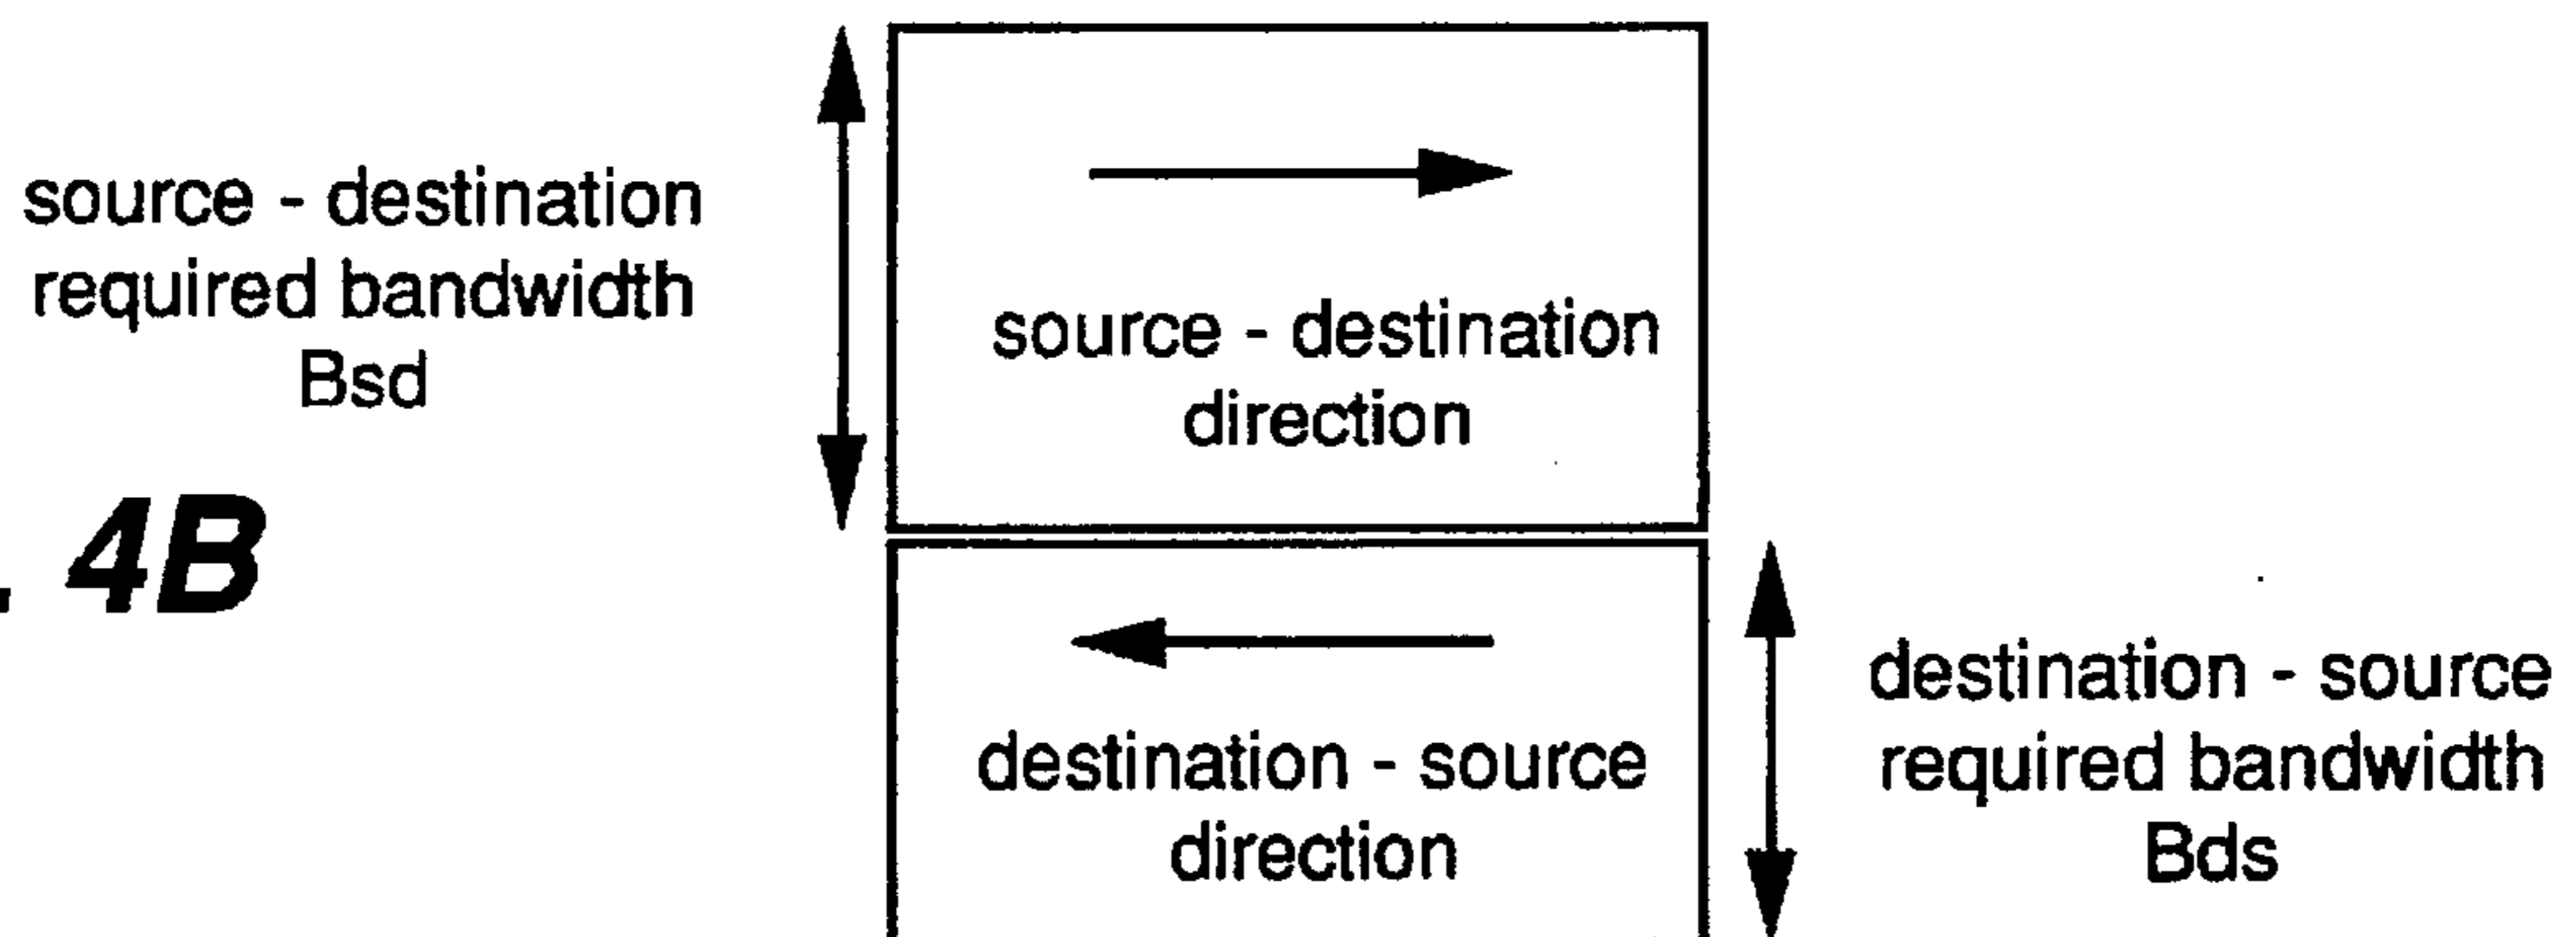 source - destination
required bandwidth
Bsd
source - destination
direction
. 4B
destination - source
direction
destination - source
required bandwidth
Bds